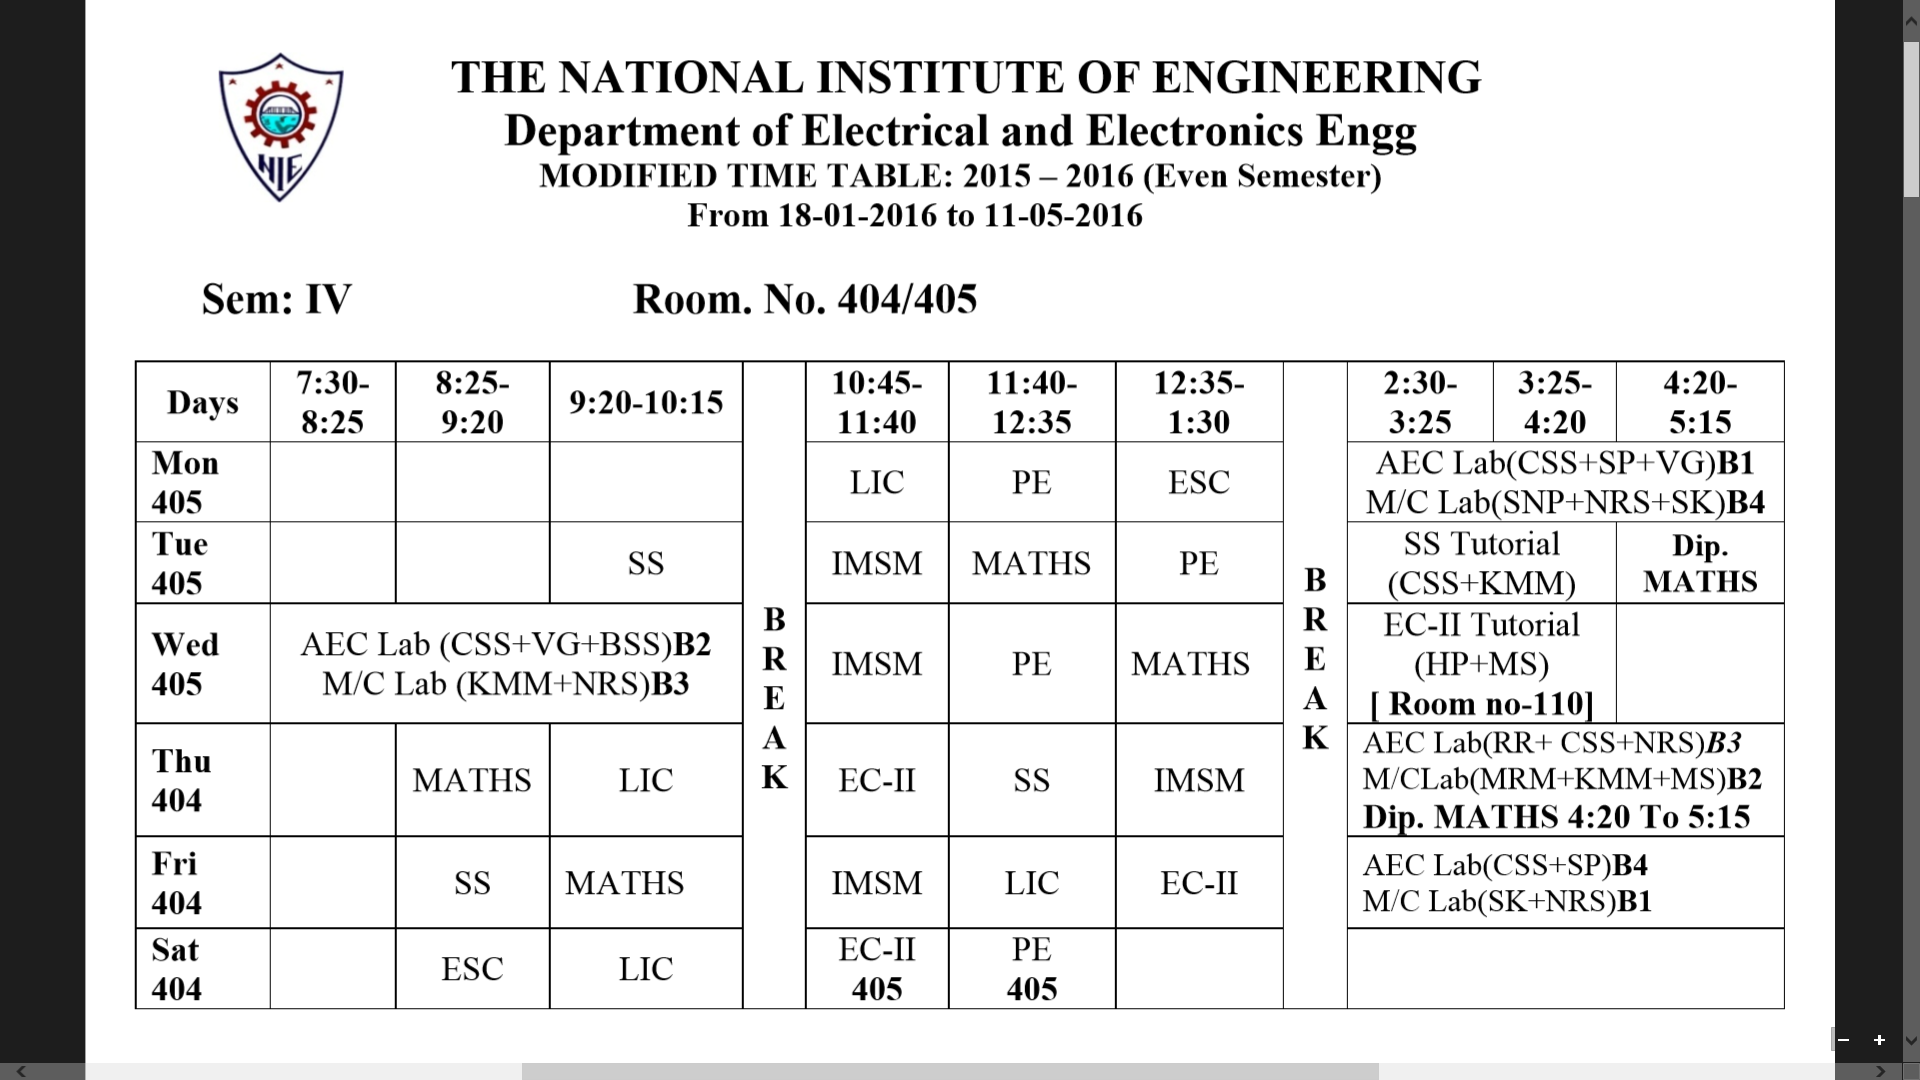 NIE
THE NATIONAL INSTITUTE OF ENGINEERING
Department of Electrical and Electronics Engg
MODIFIED TIME TABLE: 2015 – 2016 (Even Semester)
From 18-01-2016 to 11-05-2016
Sem: IV Room. No. 404/405
Days 7:30-8:25 8:25-9:20 9:20-10:15 BREAK 10:45-11:40 11:40-12:35 12:35-1:30 BREAK 2:30-3:25 3:25-4:20 4:20-5:15
Mon 405 LIC PE ESC AEC Lab(CSS+SP+VG)B1
M/C Lab(SNP+NRS+SK)B4
Tue 405 SS IMSM MATHS PE SS Tutorial (CSS+KMM) Dip. MATHS
Wed 405 AEC Lab (CSS+VG+BSS)B2
M/C Lab (KMM+NRS)B3
IMSM PE MATHS EC-II Tutorial (HP+MS)
[ Room no-110]
Thu 404 MATHS LIC EC-II SS IMSM AEC Lab(RR+ CSS+NRS)B3
M/CLab(MRM+KMM+MS)B2
Dip. MATHS 4:20 To 5:15
Fri 404 SS MATHS IMSM LIC EC-II AEC Lab(CSS+SP)B4
M/C Lab(SK+NRS)B1
Sat 404 ESC LIC EC-II 405 PE 405